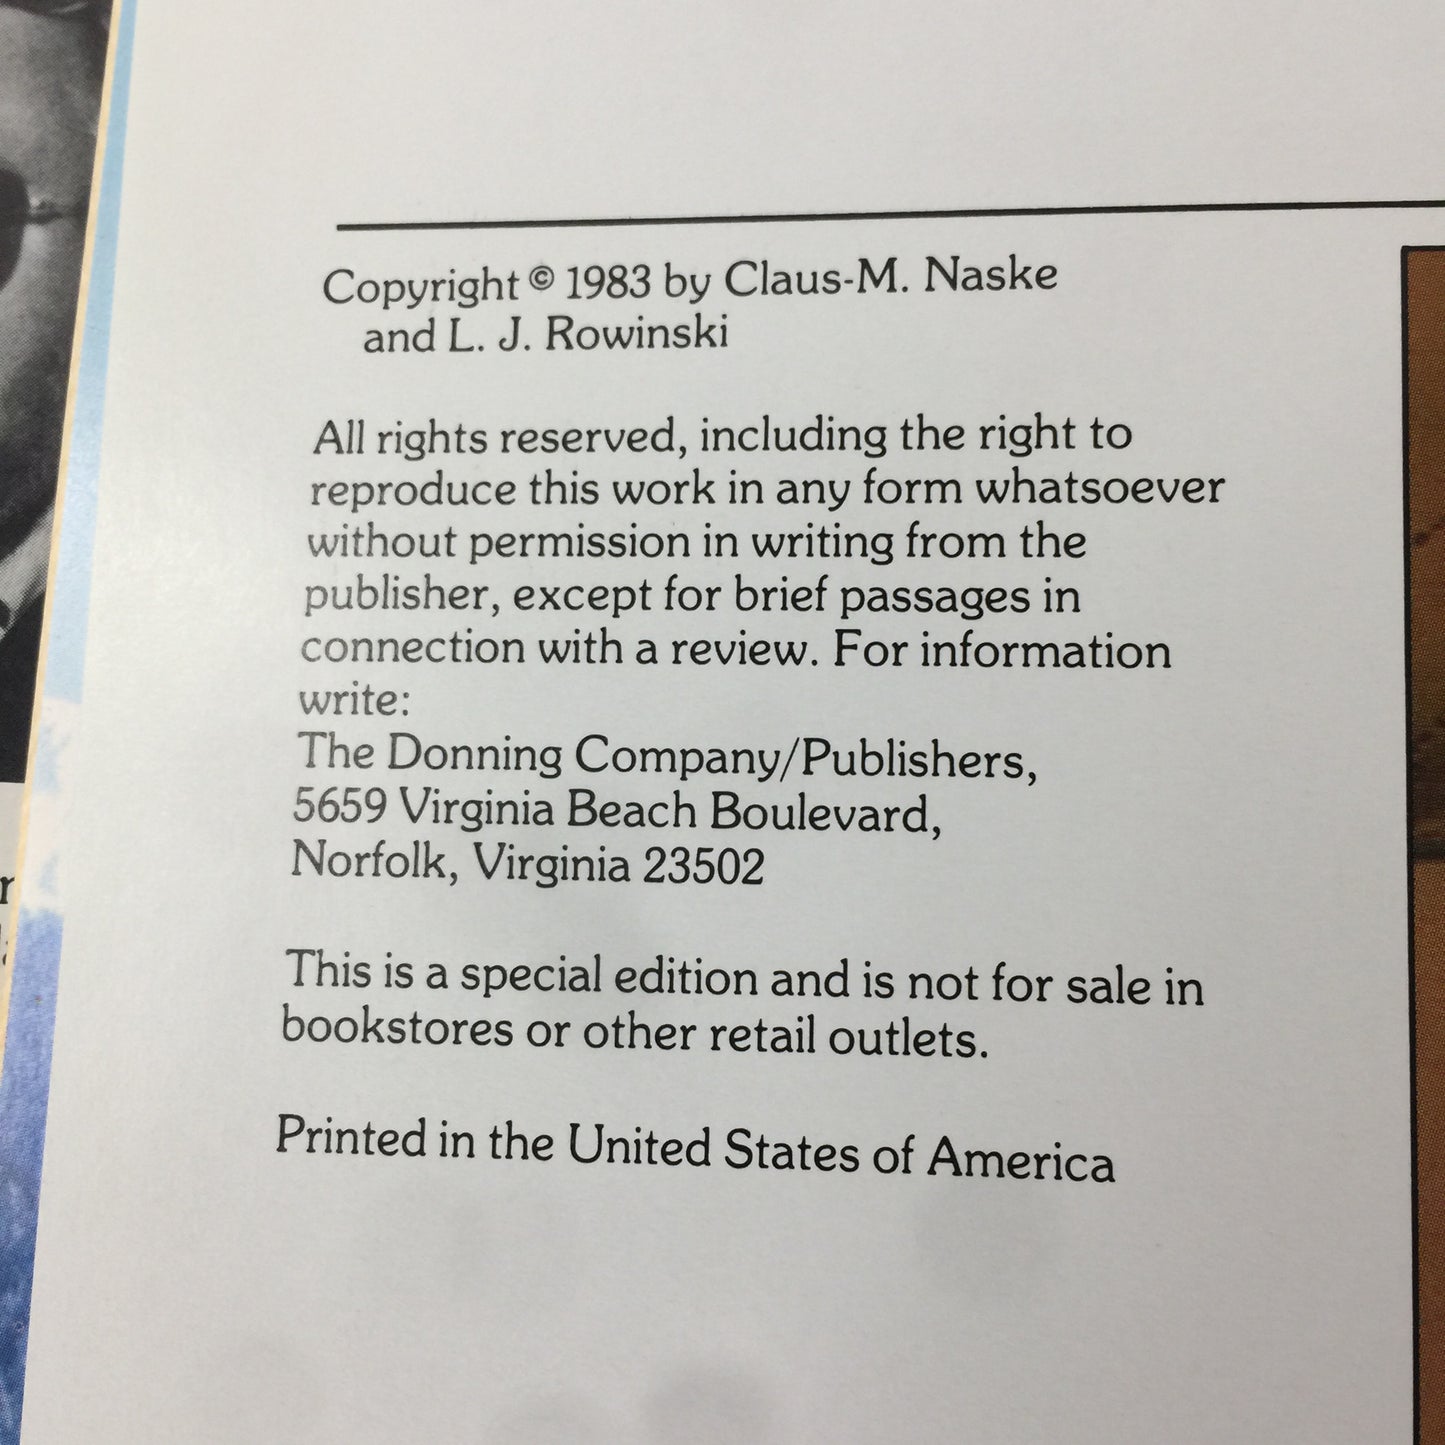 Copyright © 1983 by Claus-M. Naske
and L. J. Rowinski
All rights reserved, including the right to
reproduce this work in any form whatsoever
without permission in writing from the
publisher, except for brief passages in
connection with a review. For information
write:
The Donning Company/Publishers,
5659 Virginia Beach Boulevard,
Norfolk, Virginia 23502
This is a special edition and is not for sale in
bookstores or other retail outlets.
Printed in the United States of America